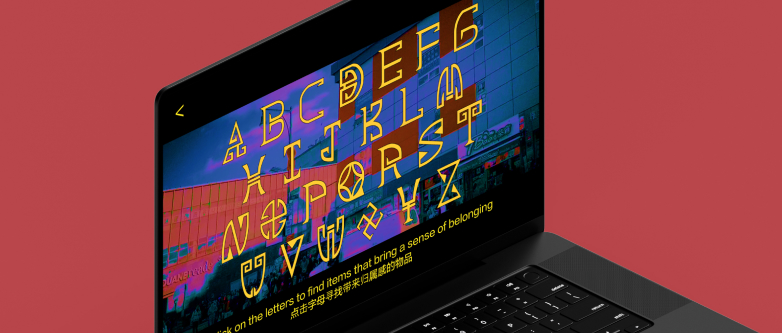 <
A B C D E F G
H I J K L M
N O P Q R S T
U V W X Y Z
on the letters to find items that bring a sense of belonging
点击字母寻找带来归属感的物品